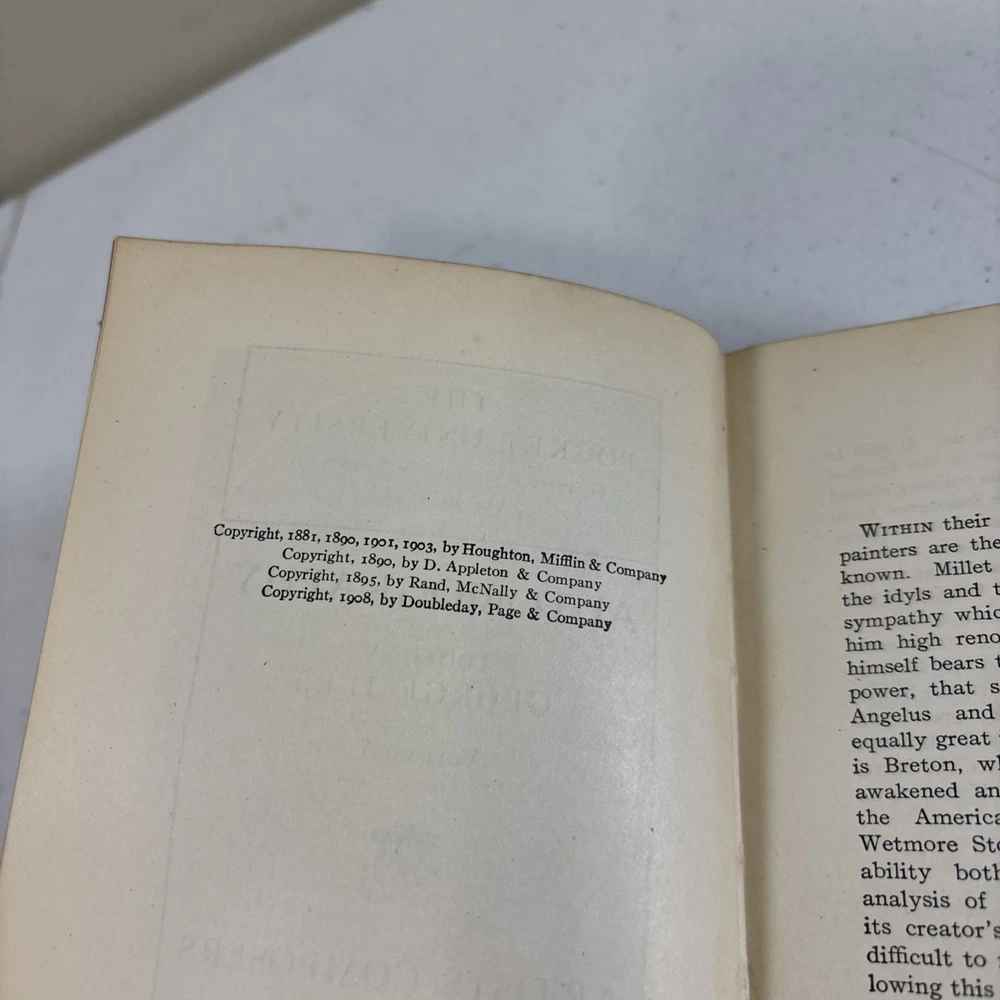 Copyright, 1881, 1890, 1901, 1903, by Houghton, Mifflin & Company
Copyright, 1890, by D. Appleton & Company
Copyright, 1895, by Rand, McNally & Company
Copyright, 1908, by Doubleday, Page & Company
WITHIN their
painters are the
known. Millet
the idyls and t
sympathy whic
him high reno
himself bears t
power, that s
Angelus and
equally great
is Breton, wh
awakened an
the America
Wetmore Sto
ability both
analysis of
its creator's
difficult to
lowing this